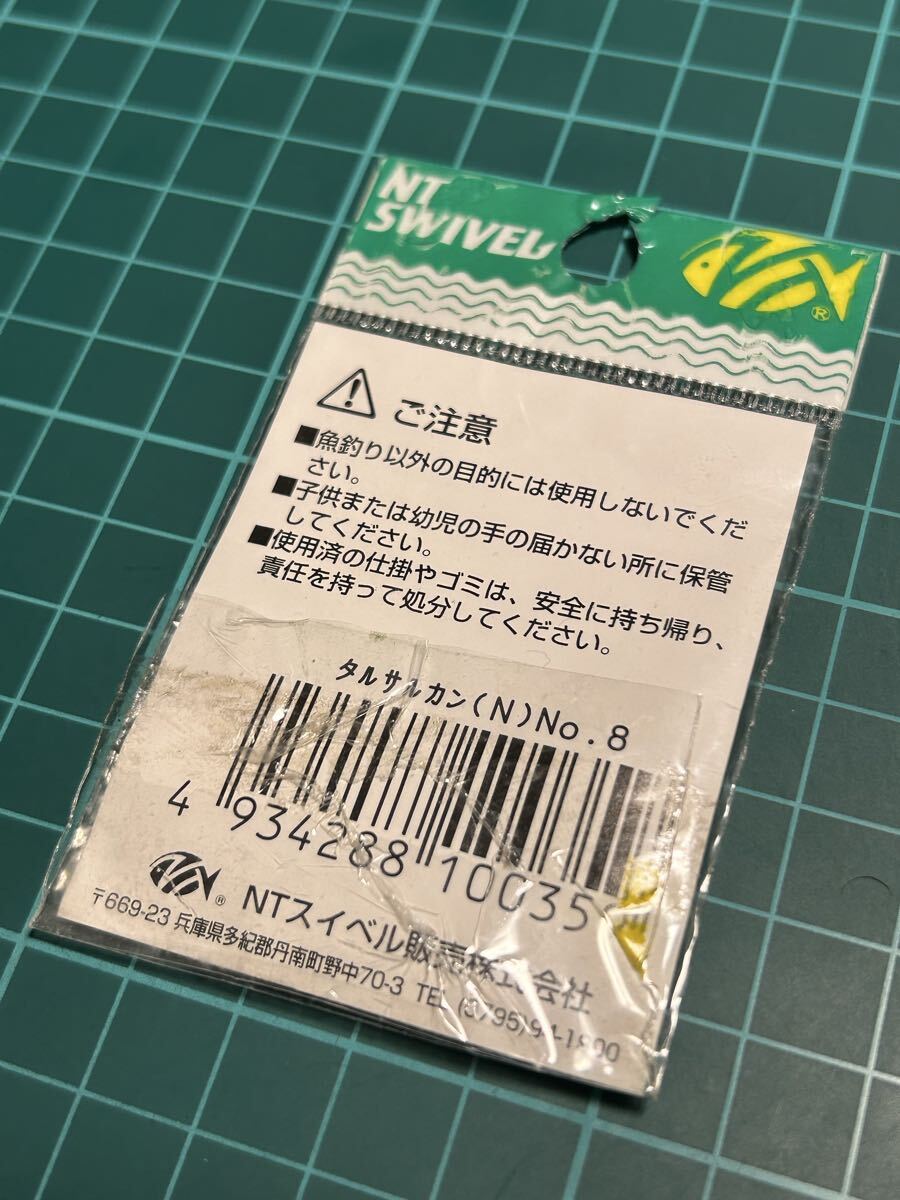 NT
SWIVEL
®
ご注意
■魚釣り以外の目的には使用しないでくだ
さい。
■子供または幼児の手の届かない所に保管
してください。
■使用済の仕掛やゴミは、安全に持ち帰り、
責任を持って処分してください。
タルサルカン(N)No.8
4 934288 10035
® NTスイベル販売株式会社
〒669-23 兵庫県多紀郡丹南町野中70-3 TEL (0795)94-1800